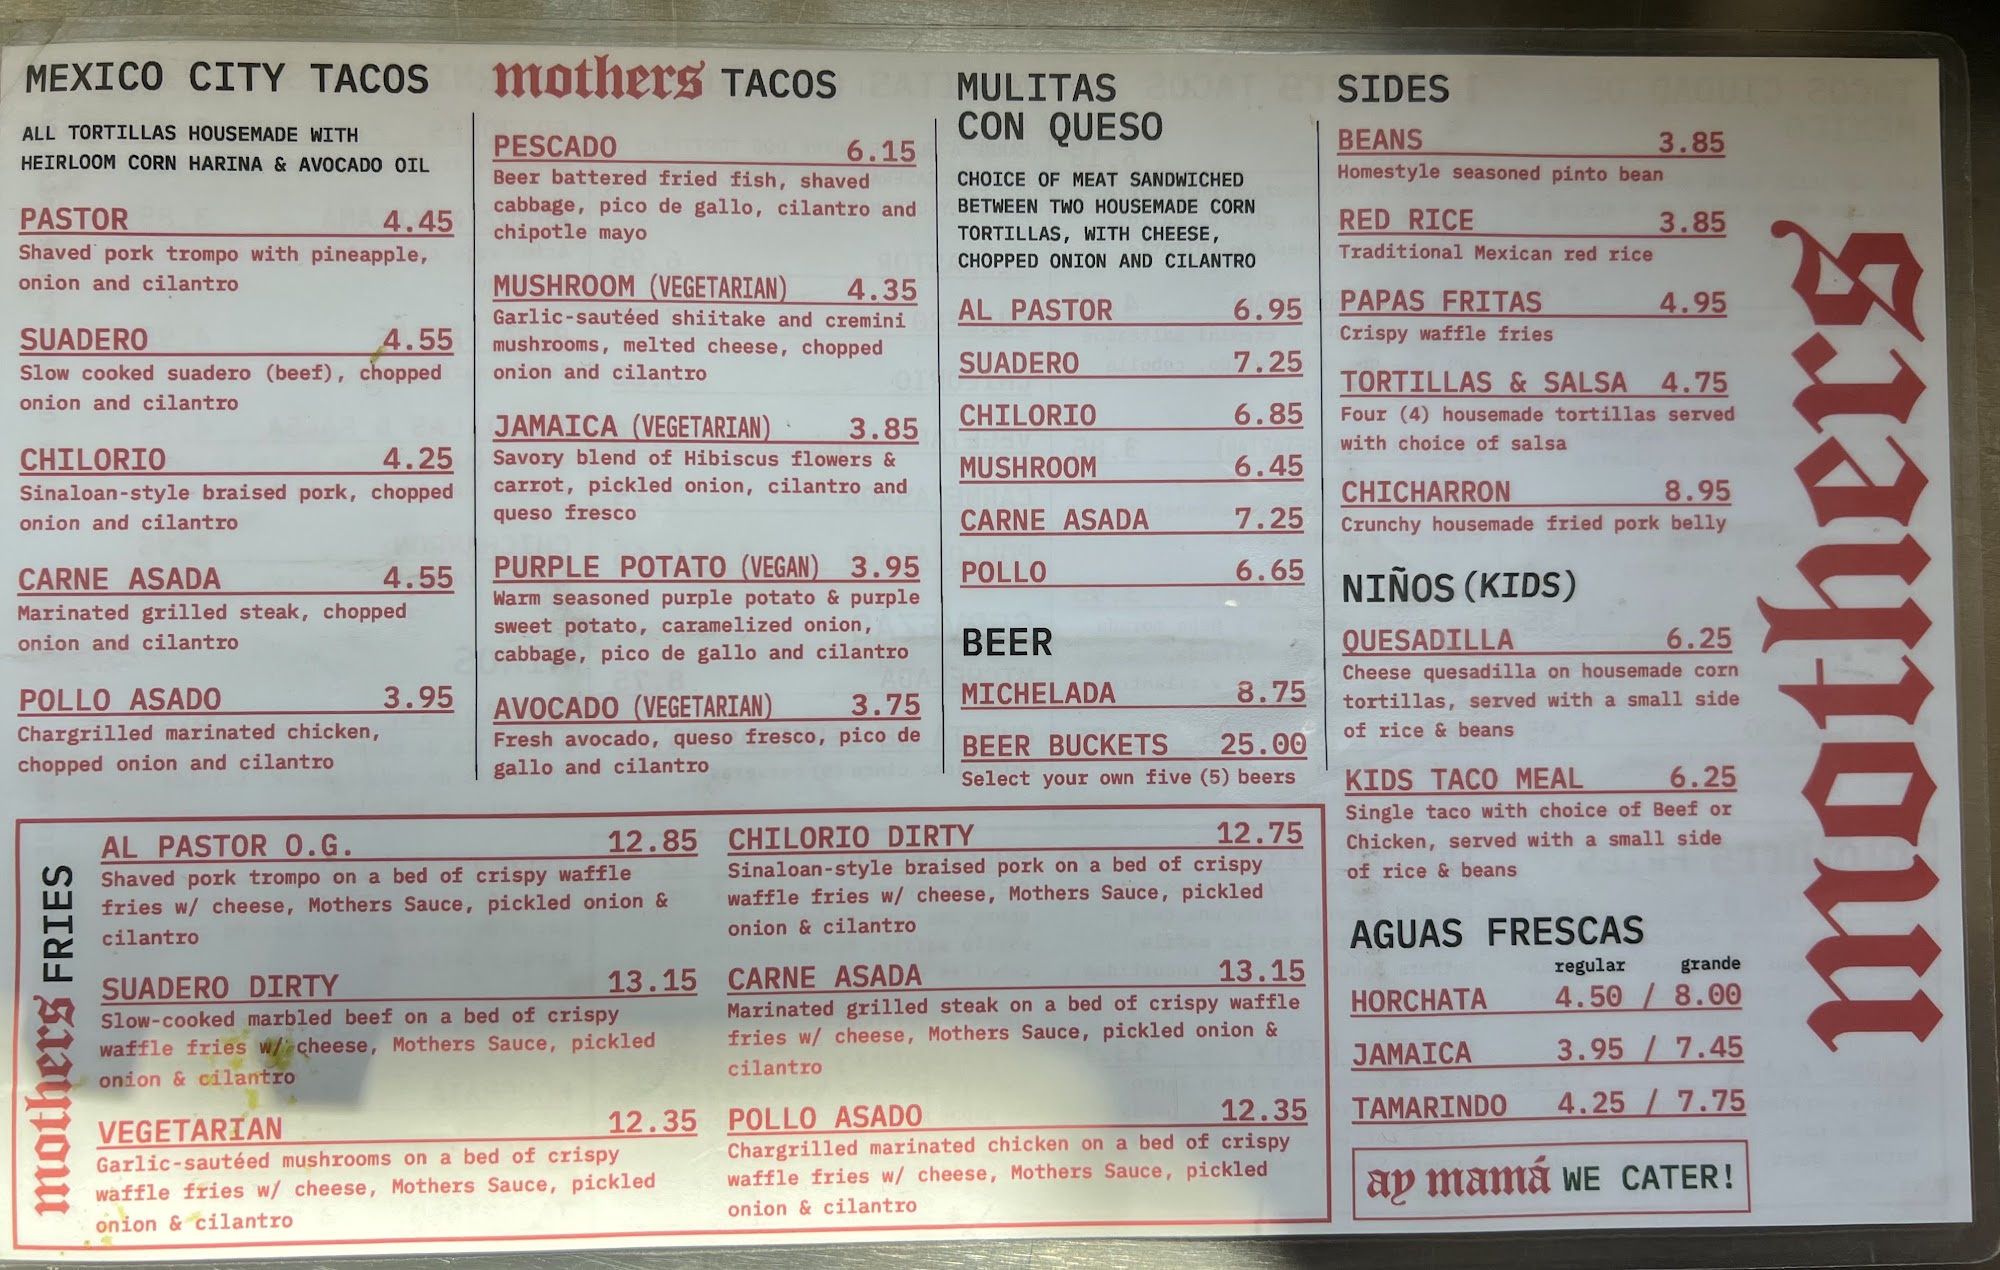 MEXICO CITY TACOS
ALL TORTILLAS HOUSEMADE WITH
HEIRLOOM CORN HARINA & AVOCADO OIL
PASTOR 4.45
Shaved pork trompo with pineapple,
onion and cilantro
SUADERO 4.55
Slow cooked suadero (beef), chopped
onion and cilantro
CHILORIO 4.25
Sinaloan-style braised pork, chopped
onion and cilantro
CARNE ASADA 4.55
Marinated grilled steak, chopped
onion and cilantro
POLLO ASADO 3.95
Chargrilled marinated chicken,
chopped onion and cilantro
mothers TACOS
PESCADO 6.15
Beer battered fried fish, shaved
cabbage, pico de gallo, cilantro and
chipotle mayo
MUSHROOM (VEGETARIAN) 4.35
Garlic-sautéed shiitake and cremini
mushrooms, melted cheese, chopped
onion and cilantro
JAMAICA (VEGETARIAN) 3.85
Savory blend of Hibiscus flowers &
carrot, pickled onion, cilantro and
queso fresco
PURPLE POTATO (VEGAN) 3.95
Warm seasoned purple potato & purple
sweet potato, caramelized onion,
cabbage, pico de gallo and cilantro
AVOCADO (VEGETARIAN) 3.75
Fresh avocado, queso fresco, pico de
gallo and cilantro
MULITAS
CON QUESO
CHOICE OF MEAT SANDWICHED
BETWEEN TWO HOUSEMADE CORN
TORTILLAS, WITH CHEESE,
CHOPPED ONION AND CILANTRO
AL PASTOR 6.95
SUADERO 7.25
CHILORIO 6.85
MUSHROOM 6.45
CARNE ASADA 7.25
POLLO 6.65
BEER
MICHELADA 8.75
BEER BUCKETS 25.00
Select your own five (5) beers
SIDES
BEANS 3.85
Homestyle seasoned pinto bean
RED RICE 3.85
Traditional Mexican red rice
PAPAS FRITAS 4.95
Crispy waffle fries
TORTILLAS & SALSA 4.75
Four (4) housemade tortillas served
with choice of salsa
CHICHARRON 8.95
Crunchy housemade fried pork belly
NIÑOS (KIDS)
QUESADILLA 6.25
Cheese quesadilla on housemade corn
tortillas, served with a small side
of rice & beans
KIDS TACO MEAL 6.25
Single taco with choice of Beef or
Chicken, served with a small side
of rice & beans
AGUAS FRESCAS
regular grande
HORCHATA 4.50 / 8.00
JAMAICA 3.95 / 7.45
TAMARINDO 4.25 / 7.75
ay mamá WE CATER!
mothers
mothers FRIES
AL PASTOR O.G. 12.85
Shaved pork trompo on a bed of crispy waffle
fries w/ cheese, Mothers Sauce, pickled onion &
cilantro
SUADERO DIRTY 13.15
Slow-cooked marbled beef on a bed of crispy
waffle fries w/ cheese, Mothers Sauce, pickled
onion & cilantro
VEGETARIAN 12.35
Garlic-sautéed mushrooms on a bed of crispy
waffle fries w/ cheese, Mothers Sauce, pickled
onion & cilantro
CHILORIO DIRTY 12.75
Sinaloan-style braised pork on a bed of crispy
waffle fries w/ cheese, Mothers Sauce, pickled
onion & cilantro
CARNE ASADA 13.15
Marinated grilled steak on a bed of crispy waffle
fries w/ cheese, Mothers Sauce, pickled onion &
cilantro
POLLO ASADO 12.35
Chargrilled marinated chicken on a bed of crispy
waffle fries w/ cheese, Mothers Sauce, pickled
onion & cilantro